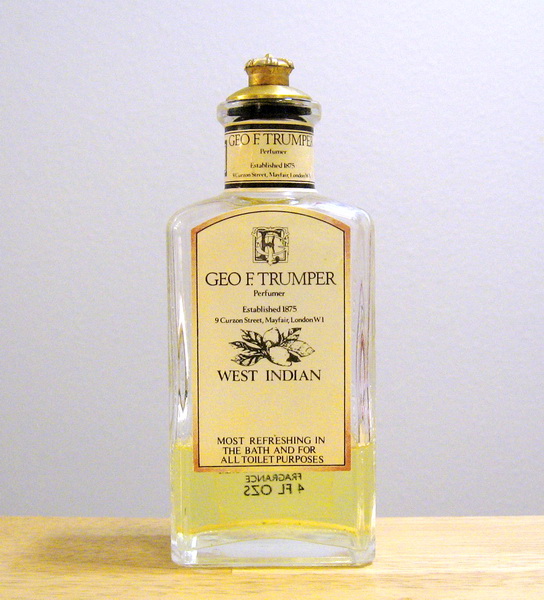 GEO F. TRUMPER
Perfumer
Established 1875
9 Curzon Street, Mayfair, London W1
GEO F. TRUMPER
Perfumer
Established 1875
9 Curzon Street, Mayfair, London W1
WEST INDIAN
MOST REFRESHING IN
THE BATH AND FOR
ALL TOILET PURPOSES
FRAGRANCE
4 FL OZS